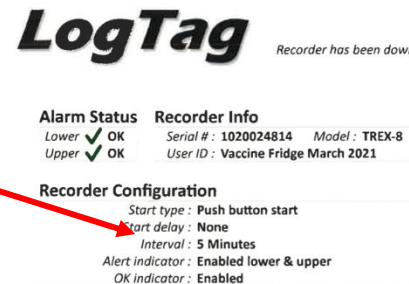 LogTag
Recorder has been dow
Alarm Status Recorder Info
Lower OK Serial # : 1020024814 Model : TREX-8
Upper OK User ID : Vaccine Fridge March 2021
Recorder Configuration
Start type : Push button start
Start delay : None
Interval : 5 Minutes
Alert indicator : Enabled lower & upper
OK indicator : Enabled